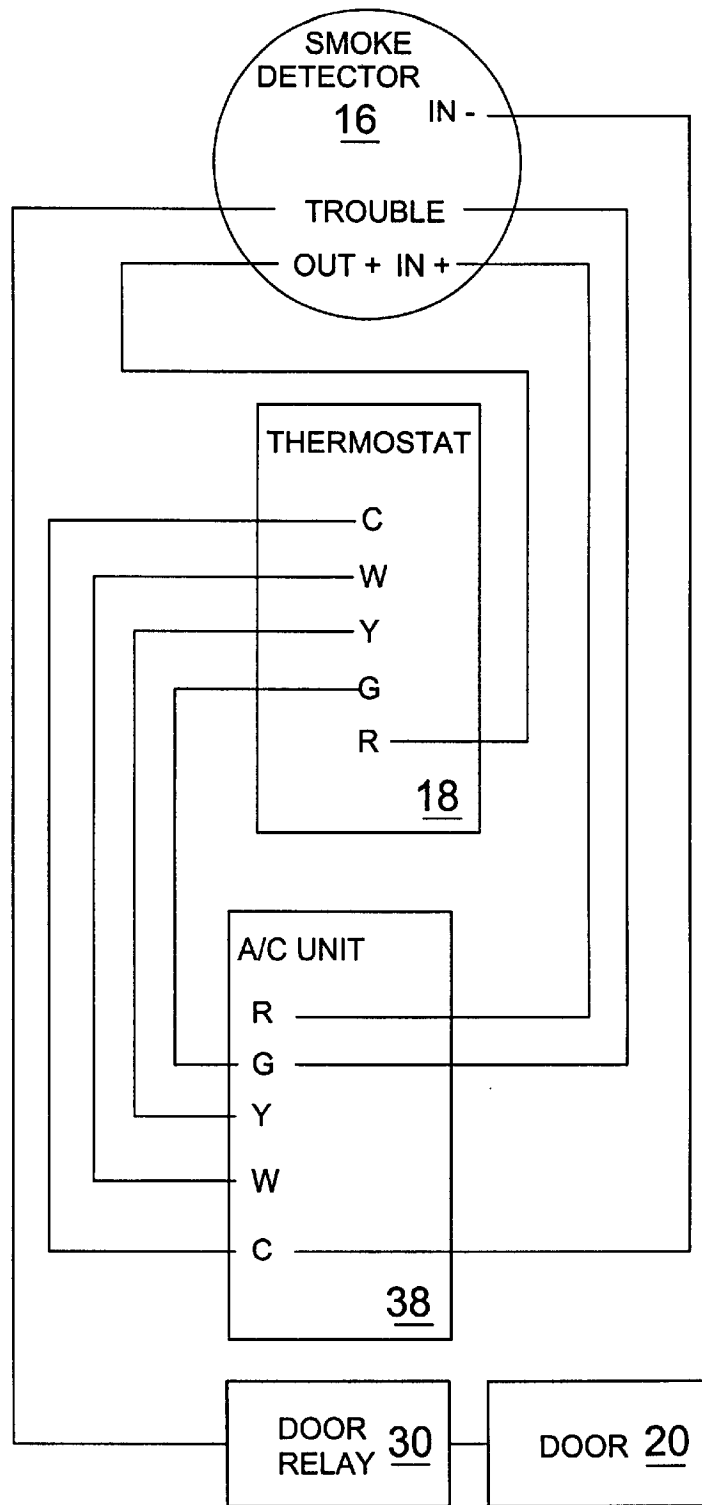 SMOKE
DETECTOR
16
IN -
TROUBLE
OUT + IN +
THERMOSTAT
C
W
Y
G
R
18
A/C UNIT
R
G
Y
W
C
38
DOOR
RELAY 30
DOOR 20